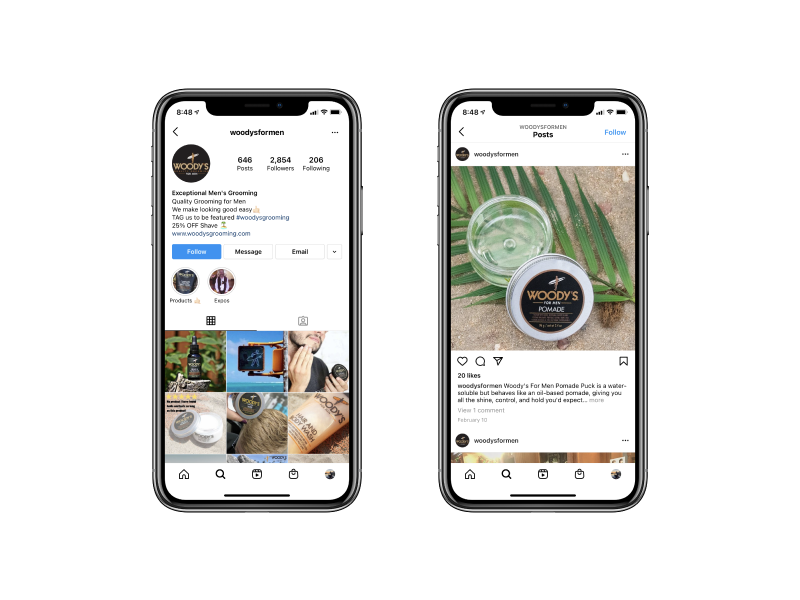 8:48
woodysformen
WOODY'S
FOR MEN
646
2,854
206
Posts
Followers
Following
Exceptional Men's Grooming
Quality Grooming for Men
We make looking good easy
TAG us to be featured #woodysgrooming
25% OFF Shave
www.woodysgrooming.com
Follow
Message
Email
Products
Expos
WOODY'S
HAIR AND
BODY WASH
8:48
WOODYSFORMEN
Posts
Follow
woodysformen
WOODY'S
FOR MEN
POMADE
20 likes
woodysformen Woody's For Men Pomade Puck is a water-
soluble but behaves like an oil-based pomade, giving you
all the shine, control, and hold you'd expect... more
View 1 comment
February 10
woodysformen